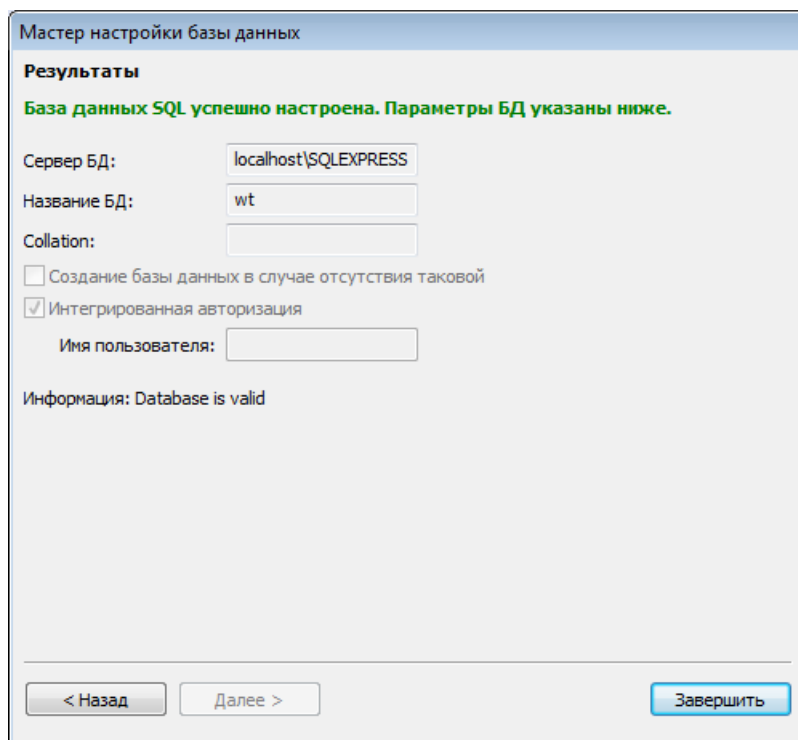 Мастер настройки базы данных
Результаты
База данных SQL успешно настроена. Параметры БД указаны ниже.
Сервер БД: localhost\SQLEXPRESS
Название БД: wt
Collation:
Создание базы данных в случае отсутствия таковой
Интегрированная авторизация
Имя пользователя:
Информация: Database is valid
< Назад Далее > Завершить